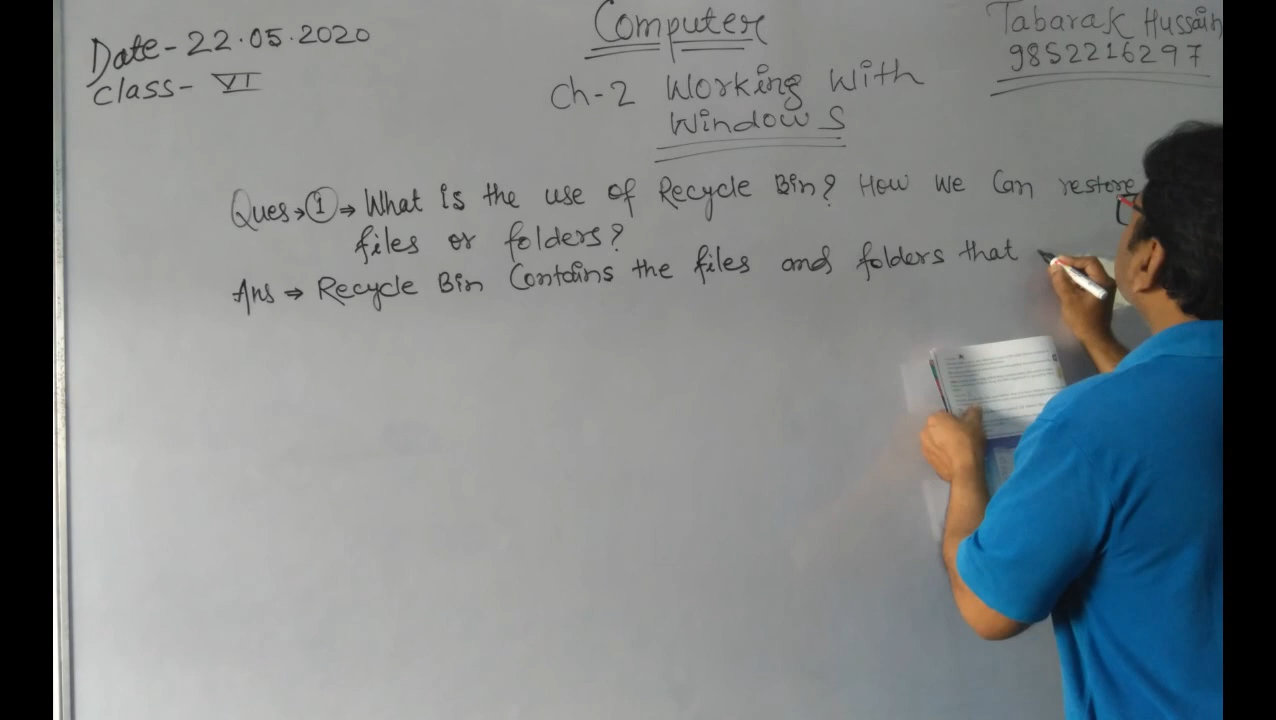 Date - 22.05.2020
Class - VI
Computer
Ch-2 Working With
Windows
Tabarak Hussain
9852216297
Ques→①⇒ What is the use of Recycle Bin? How We Can restore
files or folders?
Ans ⇒ Recycle Bin Contains the files and folders that